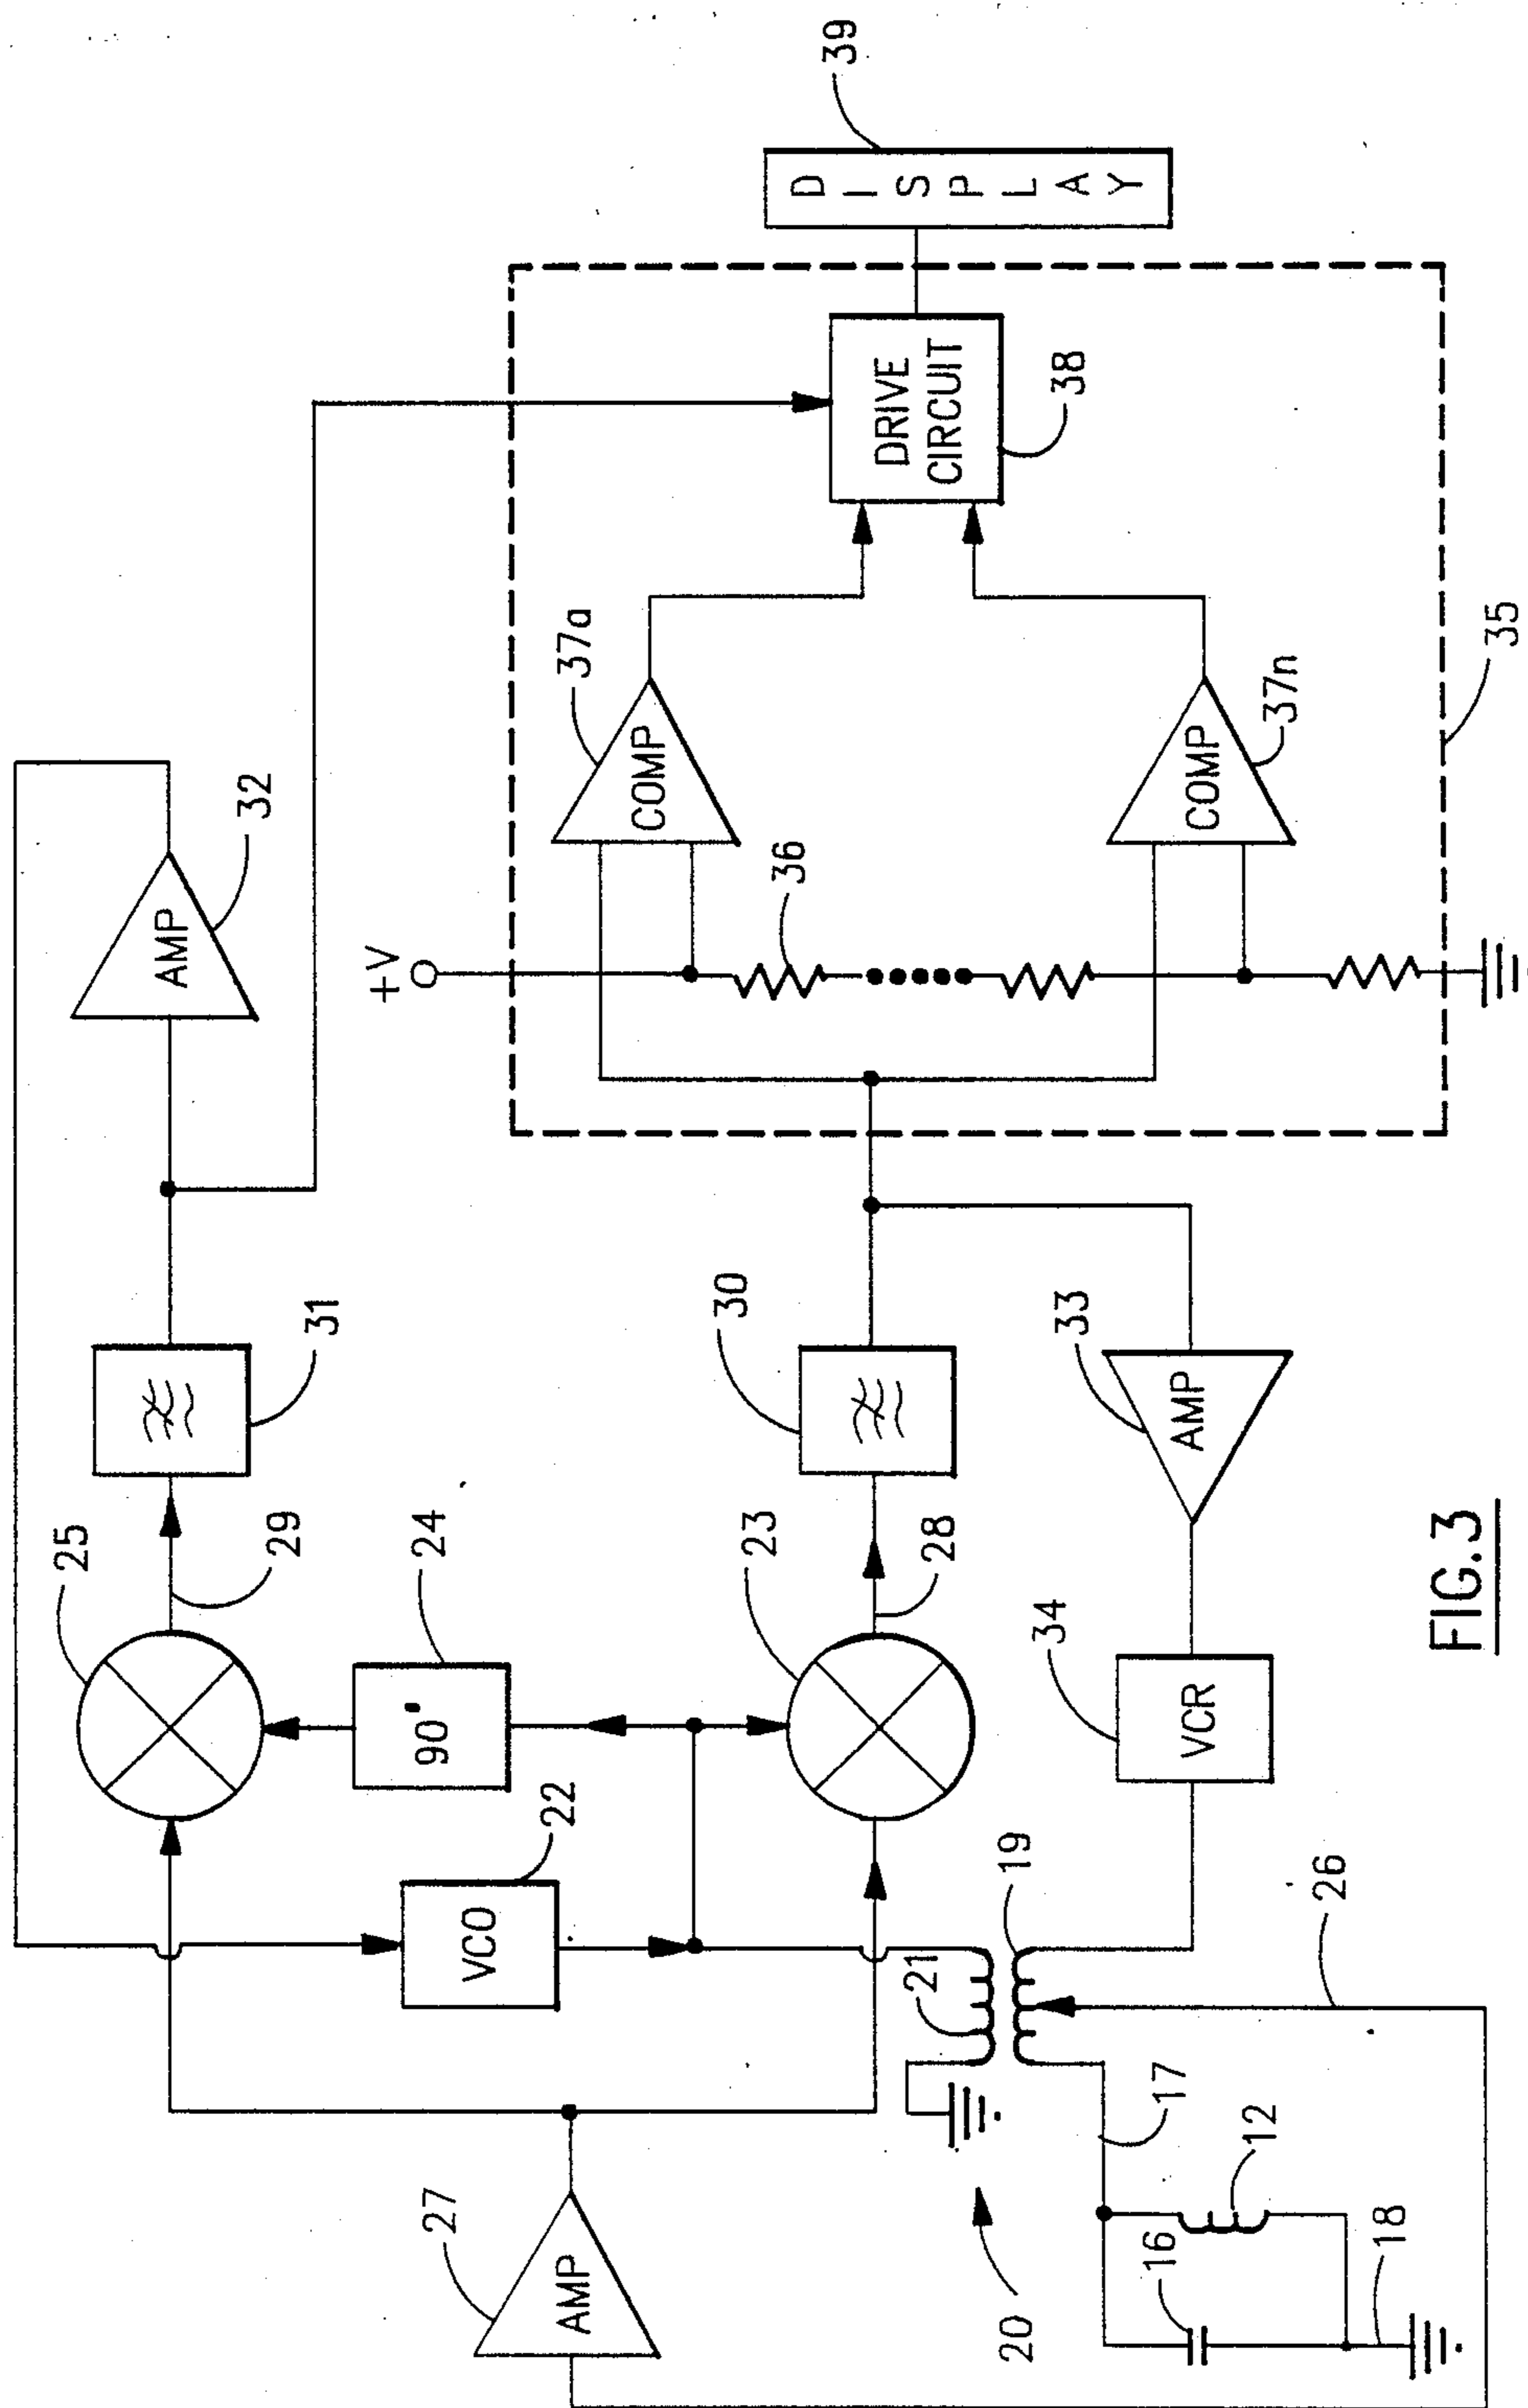 39
DISPLAY
32
AMP
+V
37a
COMP
36
DRIVE
CIRCUIT
38
COMP
37n
35
31
30
33
AMP
25
29
24
90°
23
28
34
VCR
22
VCO
21
19
26
27
AMP
20
17
12
16
18
FIG.3